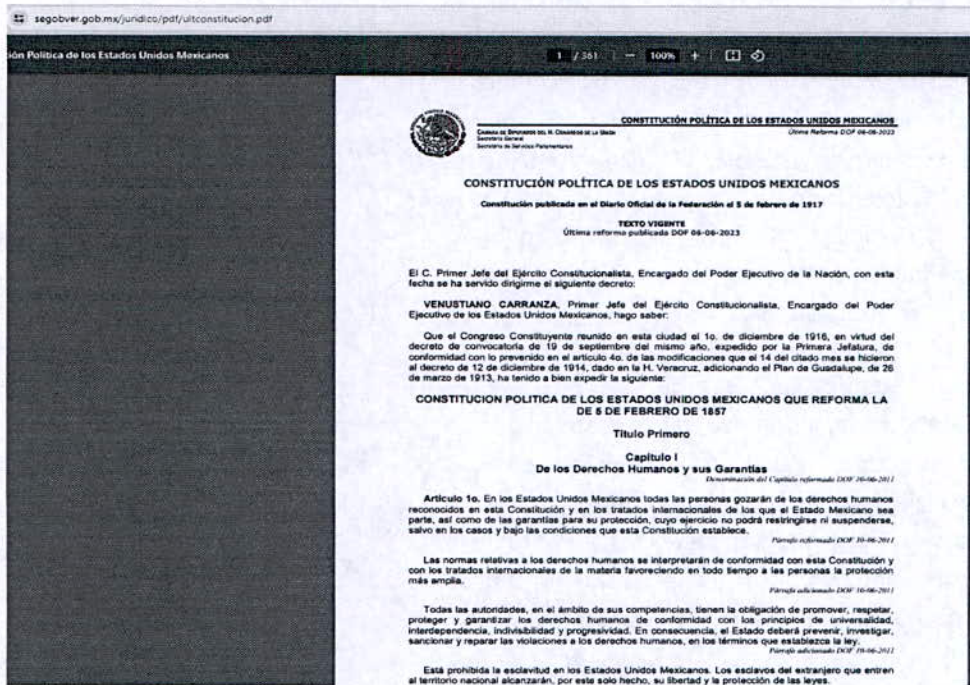 segobver.gob.mx/juridico/pdf/ultconstitucion.pdf
ión Política de los Estados Unidos Mexicanos
1 / 361 | − 100% +
CONSTITUCIÓN POLÍTICA DE LOS ESTADOS UNIDOS MEXICANOS
CÁMARA DE DIPUTADOS DEL H. CONGRESO DE LA UNIÓN
Última Reforma DOF 06-06-2023
Secretaría General
Secretaría de Servicios Parlamentarios
CONSTITUCIÓN POLÍTICA DE LOS ESTADOS UNIDOS MEXICANOS
Constitución publicada en el Diario Oficial de la Federación el 5 de febrero de 1917
TEXTO VIGENTE
Última reforma publicada DOF 06-06-2023
El C. Primer Jefe del Ejército Constitucionalista, Encargado del Poder Ejecutivo de la Nación, con esta
fecha se ha servido dirigirme el siguiente decreto:
VENUSTIANO CARRANZA, Primer Jefe del Ejército Constitucionalista, Encargado del Poder
Ejecutivo de los Estados Unidos Mexicanos, hago saber:
Que el Congreso Constituyente reunido en esta ciudad el 1o. de diciembre de 1916, en virtud del
decreto de convocatoria de 19 de septiembre del mismo año, expedido por la Primera Jefatura, de
conformidad con lo prevenido en el artículo 4o. de las modificaciones que el 14 del citado mes se hicieron
al decreto de 12 de diciembre de 1914, dado en la H. Veracruz, adicionando el Plan de Guadalupe, de 26
de marzo de 1913, ha tenido a bien expedir la siguiente:
CONSTITUCION POLITICA DE LOS ESTADOS UNIDOS MEXICANOS QUE REFORMA LA
DE 5 DE FEBRERO DE 1857
Título Primero
Capítulo I
De los Derechos Humanos y sus Garantías
Denominación del Capítulo reformado DOF 10-06-2011
Artículo 1o. En los Estados Unidos Mexicanos todas las personas gozarán de los derechos humanos
reconocidos en esta Constitución y en los tratados internacionales de los que el Estado Mexicano sea
parte, así como de las garantías para su protección, cuyo ejercicio no podrá restringirse ni suspenderse,
salvo en los casos y bajo las condiciones que esta Constitución establece.
Párrafo reformado DOF 10-06-2011
Las normas relativas a los derechos humanos se interpretarán de conformidad con esta Constitución y
con los tratados internacionales de la materia favoreciendo en todo tiempo a las personas la protección
más amplia.
Párrafo adicionado DOF 10-06-2011
Todas las autoridades, en el ámbito de sus competencias, tienen la obligación de promover, respetar,
proteger y garantizar los derechos humanos de conformidad con los principios de universalidad,
interdependencia, indivisibilidad y progresividad. En consecuencia, el Estado deberá prevenir, investigar,
sancionar y reparar las violaciones a los derechos humanos, en los términos que establezca la ley.
Párrafo adicionado DOF 10-06-2011
Está prohibida la esclavitud en los Estados Unidos Mexicanos. Los esclavos del extranjero que entren
al territorio nacional alcanzarán, por este solo hecho, su libertad y la protección de las leyes.